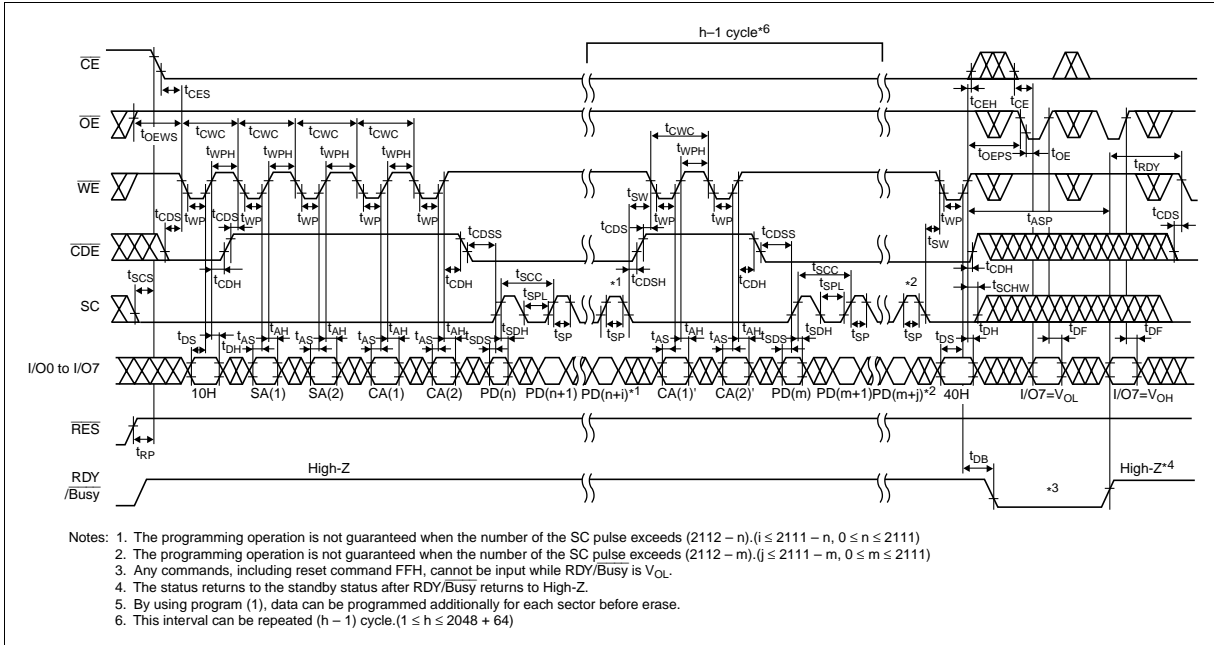 h–1 cycle*6
CE
tCES
tCEH
tCE
OE
tOEWS
tCWC
tCWC
tCWC
tCWC
tCWC
tOEPS
tOE
tWPH
tWPH
tWPH
tWPH
tWPH
tRDY
WE
tWP
tWP
tWP
tWP
tWP
tSW
tWP
tWP
tWP
tSW
tASP
tCDS
tCDS
tCDSS
tCDS
tCDSS
tCDS
CDE
tCDH
tCDH
tCDSH
tCDH
tCDH
tSCS
tSCC
tSPL
*1
tSCC
tSPL
*2
tSCHW
SC
tSP
tSP
tSP
tSP
tDS
tDH
tAS
tAH
tAS
tAH
tAS
tAH
tAS
tAH
tSDS
tSDH
tAS
tAH
tAS
tAH
tSDS
tSDH
tDS
tDH
tDF
tDF
I/O0 to I/O7
10H SA(1) SA(2) CA(1) CA(2) PD(n) PD(n+1) PD(n+i)*1 CA(1)' CA(2)' PD(m) PD(m+1) PD(m+j)*2 40H I/O7=VOL I/O7=VOH
RES
tRP
tDB
RDY
/Busy
High-Z
*3
High-Z*4
Notes: 1. The programming operation is not guaranteed when the number of the SC pulse exceeds (2112 – n).(i ≤ 2111 – n, 0 ≤ n ≤ 2111)
2. The programming operation is not guaranteed when the number of the SC pulse exceeds (2112 – m).(j ≤ 2111 – m, 0 ≤ m ≤ 2111)
3. Any commands, including reset command FFH, cannot be input while RDY/Busy is VOL.
4. The status returns to the standby status after RDY/Busy returns to High-Z.
5. By using program (1), data can be programmed additionally for each sector before erase.
6. This interval can be repeated (h – 1) cycle.(1 ≤ h ≤ 2048 + 64)